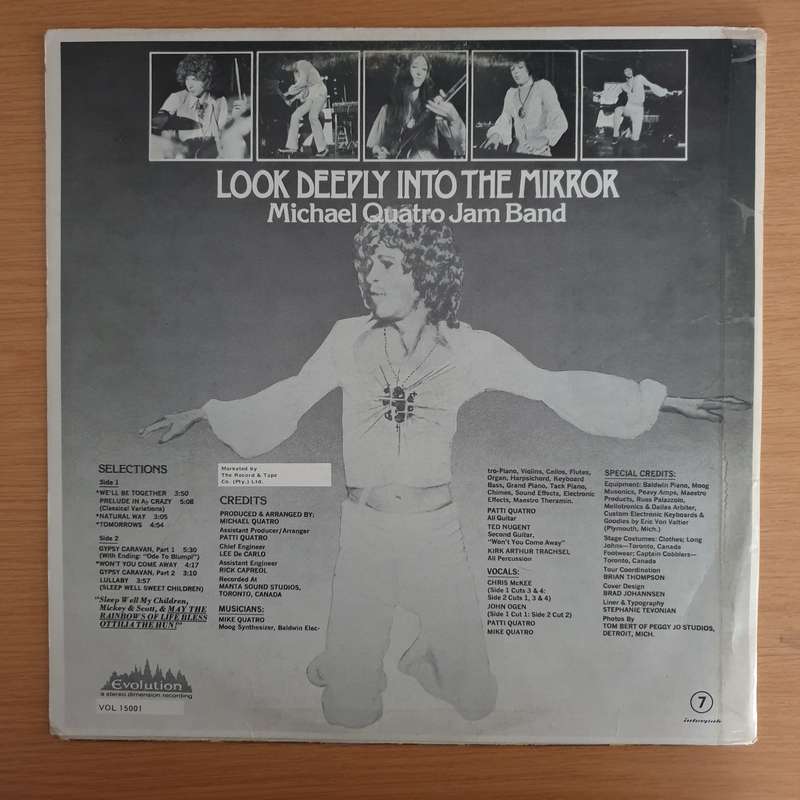 LOOK DEEPLY INTO THE MIRROR
Michael Quatro Jam Band
SELECTIONS
Side 1
*WE'LL BE TOGETHER 3:50
PRELUDE IN A♭ CRAZY 5:08
(Classical Variations)
*NATURAL WAY 3:05
*TOMORROWS 4:54
Side 2
GYPSY CARAVAN, Part 1 5:30
(With Ending: "Ode To Blump!")
*WON'T YOU COME AWAY 4:17
GYPSY CARAVAN, Part 2 3:10
LULLABY 3:57
(SLEEP WELL SWEET CHILDREN)
"Sleep Well My Children,
Mickey & Scott, & MAY THE
RAINBOWS OF LIFE BLESS
OTTILIA THE HUN!"
Evolution
a stereo dimension recording
VOL 15001
Marketed by
The Record & Tape
Co. (Pty.) Ltd.
CREDITS
PRODUCED & ARRANGED BY;
MICHAEL QUATRO
Assistant Producer/Arranger
PATTI QUATRO
Chief Engineer
LEE De CARLO
Assistant Engineer
RICK CAPREOL
Recorded At
MANTA SOUND STUDIOS,
TORONTO, CANADA
MUSICIANS:
MIKE QUATRO
Moog Synthesizer, Baldwin Elec-
tro-Piano, Violins, Cellos, Flutes,
Organ, Harpsichord, Keyboard
Bass, Grand Piano, Tack Piano,
Chimes, Sound Effects, Electronic
Effects, Maestro Theramin.
PATTI QUATRO
All Guitar
TED NUGENT
Second Guitar,
"Won't You Come Away"
KIRK ARTHUR TRACHSEL
All Percussion
VOCALS:
CHRIS McKEE
(Side 1 Cuts 3 & 4:
Side 2 Cuts 1, 3 & 4)
JOHN OGEN
(Side 1 Cut 1: Side 2 Cut 2)
PATTI QUATRO
MIKE QUATRO
SPECIAL CREDITS:
Equipment: Baldwin Piano, Moog
Musonics, Peavy Amps, Maestro
Products, Russ Palazzolo,
Mellotronics & Dallas Arbiter,
Custom Electronic Keyboards &
Goodies by Eric Von Valtier
(Plymouth, Mich.)
Stage Costumes: Clothes; Long
Johns—Toronto, Canada
Footwear; Captain Cobblers—
Toronto, Canada
Tour Coordination
BRIAN THOMPSON
Cover Design
BRAD JOHANNSEN
Liner & Typography
STEPHANIE TEVONIAN
Photos By
TOM BERT OF PEGGY JO STUDIOS,
DETROIT, MICH.
7